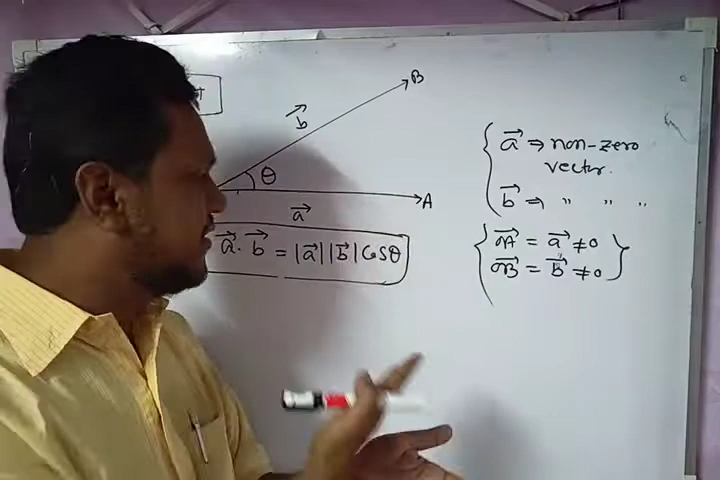 B
b⃗
θ
A
a⃗
a⃗ . b⃗ = |a⃗| |b⃗| Cosθ
a⃗ ⇒ non-zero
vector.
b⃗ ⇒ " " "
OA⃗ = a⃗ ≠ 0
OB⃗ = b⃗ ≠ 0